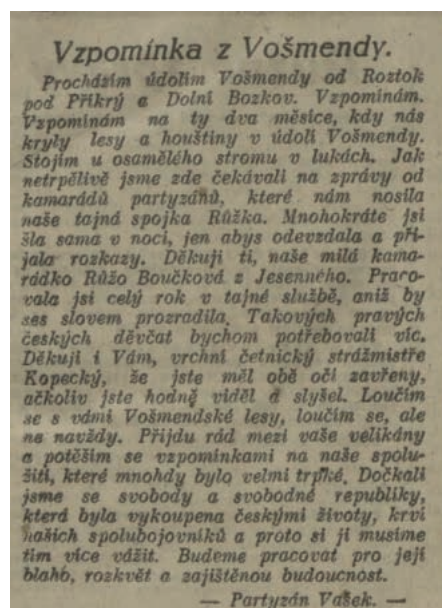 Vzpomínka z Vošmendy.
Procházím údolím Vošmendy od Roztok
pod Příkrý a Dolní Bozkov. Vzpomínám.
Vzpomínám na ty dva měsíce, kdy nás
kryly lesy a houštiny v údolí Vošmendy.
Stojím u osamělého stromu v lukách. Jak
netrpělivě jsme zde čekávali na zprávy od
kamarádů partyzánů, které nám nosila
naše tajná spojka Růžka. Mnohokráte jsi
šla sama v noci, jen abys odevzdala a při-
jala rozkazy. Děkuji ti, naše milá kama-
rádko Růžo Boučková z Jesenného. Praco-
vala jsi celý rok v tajné službě, aniž by
ses slovem prozradila. Takových pravých
českých děvčat bychom potřebovali víc.
Děkuji i Vám, vrchní četnický strážmistře
Kopecký, že jste měl obě oči zavřeny,
ačkoliv jste hodně viděl a slyšel. Loučím
se s vámi Vošmendské lesy, loučím se, ale
ne navždy. Přijdu rád mezi vaše velikány
a potěším se vzpomínkami na naše spolu-
žití, které mnohdy bylo velmi trpké. Dočkali
jsme se svobody a svobodné republiky,
která byla vykoupena českými životy, krví
našich spolubojovníků a proto si jí musíme
tím více vážit. Budeme pracovat pro její
blaho, rozkvět a zajištěnou budoucnost.
— Partyzán Vašek. —